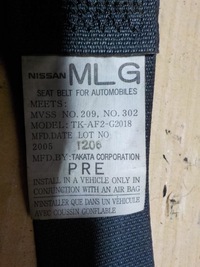 NISSAN MLG
SEAT BELT FOR AUTOMOBILES
MEETS:
MVSS NO. 209, NO. 302
MODEL: TK-AF2-G2018
MFD. DATE LOT NO.
2005 1206
MFD. BY: TAKATA CORPORATION
PRE
INSTALL IN A VEHICLE ONLY IN
CONJUNCTION WITH AN AIR BAG
N'INSTALLER QUE DANS UN VEHICULE
AVEC COUSSIN GONFLABLE